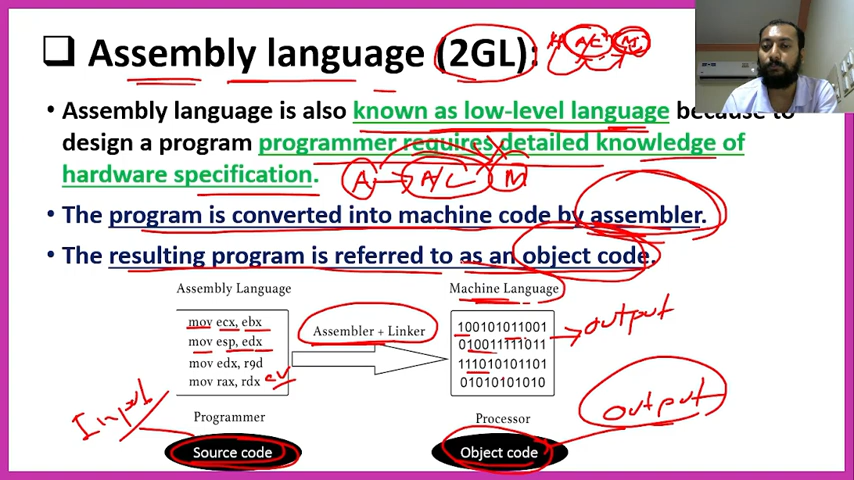 ❑ Assembly language (2GL):
• Assembly language is also known as low-level language because to
design a program programmer requires detailed knowledge of
hardware specification.
A → A/C M
• The program is converted into machine code by assembler.
• The resulting program is referred to as an object code.
Assembly Language
mov ecx, ebx
mov esp, edx
mov edx, r9d
mov rax, rdx
Programmer
Source code
Input
Assembler + Linker
Machine Language
100101011001
010011111011
111010101101
01010101010
Processor
Object code
output
output